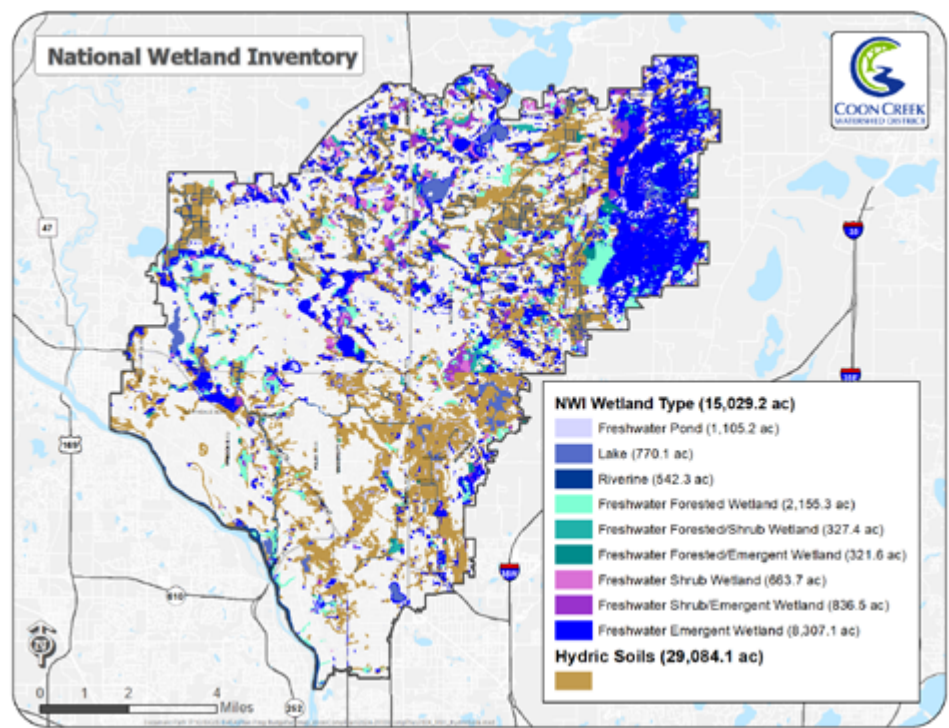 National Wetland Inventory
COON CREEK
WATERSHED DISTRICT
47
169
610
252
NWI Wetland Type (15,029.2 ac)
Freshwater Pond (1,105.2 ac)
Lake (770.1 ac)
Riverine (542.3 ac)
Freshwater Forested Wetland (2,155.3 ac)
Freshwater Forested/Shrub Wetland (327.4 ac)
Freshwater Forested/Emergent Wetland (321.6 ac)
Freshwater Shrub Wetland (663.7 ac)
Freshwater Shrub/Emergent Wetland (836.5 ac)
Freshwater Emergent Wetland (8,307.1 ac)
Hydric Soils (29,084.1 ac)
N
0 1 2 4
Miles